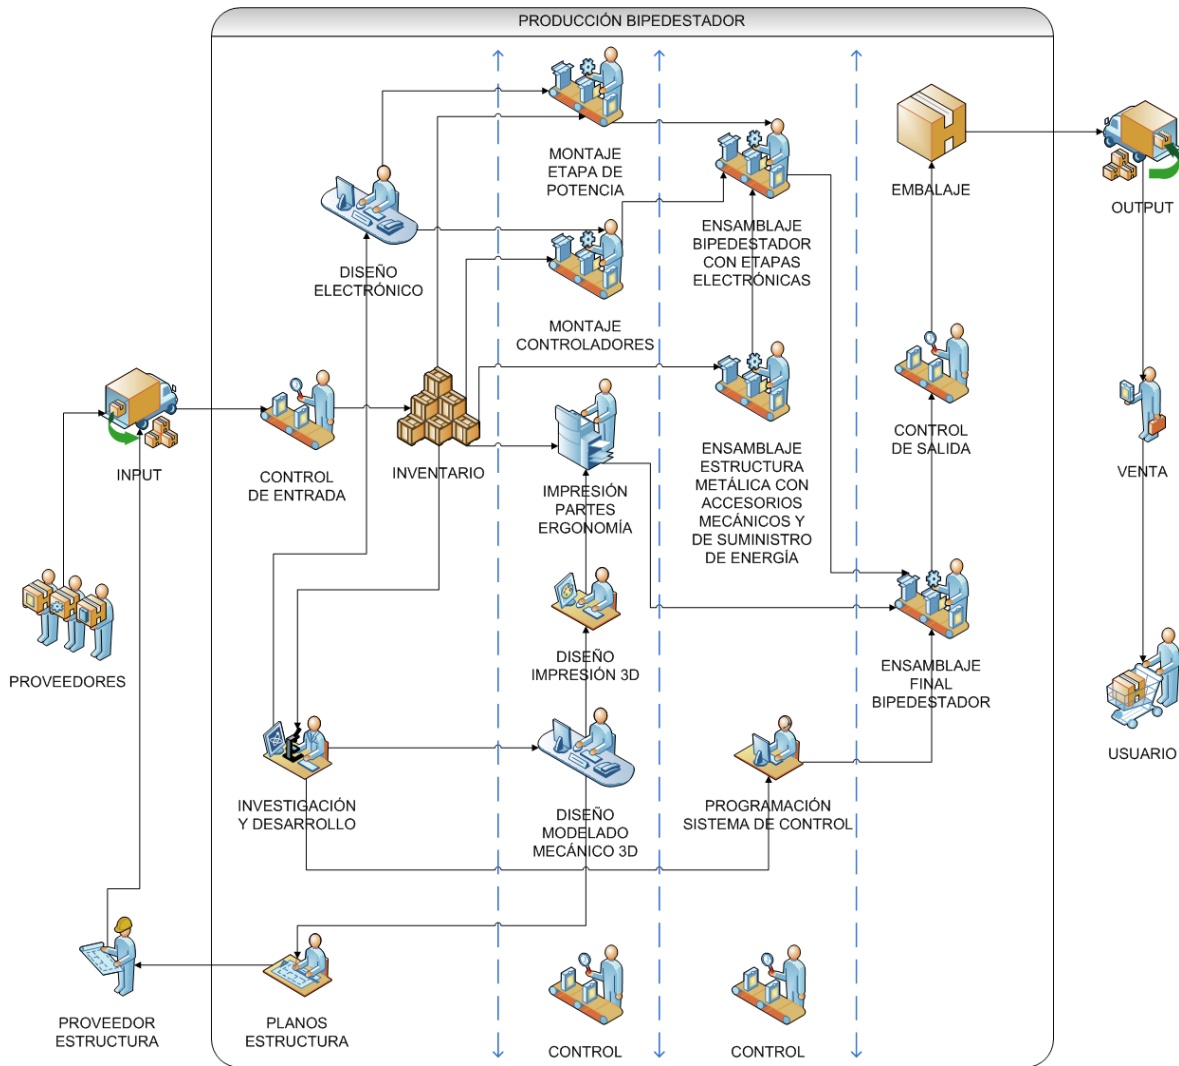 PRODUCCIÓN BIPEDESTADOR
MONTAJE
ETAPA DE
POTENCIA
EMBALAJE
OUTPUT
ENSAMBLAJE
BIPEDESTADOR
CON ETAPAS
ELECTRÓNICAS
DISEÑO
ELECTRÓNICO
MONTAJE
CONTROLADORES
INPUT
CONTROL
DE ENTRADA
INVENTARIO
IMPRESIÓN
PARTES
ERGONOMÍA
ENSAMBLAJE
ESTRUCTURA
METÁLICA CON
ACCESORIOS
MECÁNICOS Y
DE SUMINISTRO
DE ENERGÍA
CONTROL
DE SALIDA
VENTA
PROVEEDORES
DISEÑO
IMPRESIÓN 3D
ENSAMBLAJE
FINAL
BIPEDESTADOR
USUARIO
INVESTIGACIÓN
Y DESARROLLO
DISEÑO
MODELADO
MECÁNICO 3D
PROGRAMACIÓN
SISTEMA DE CONTROL
PROVEEDOR
ESTRUCTURA
PLANOS
ESTRUCTURA
CONTROL
CONTROL